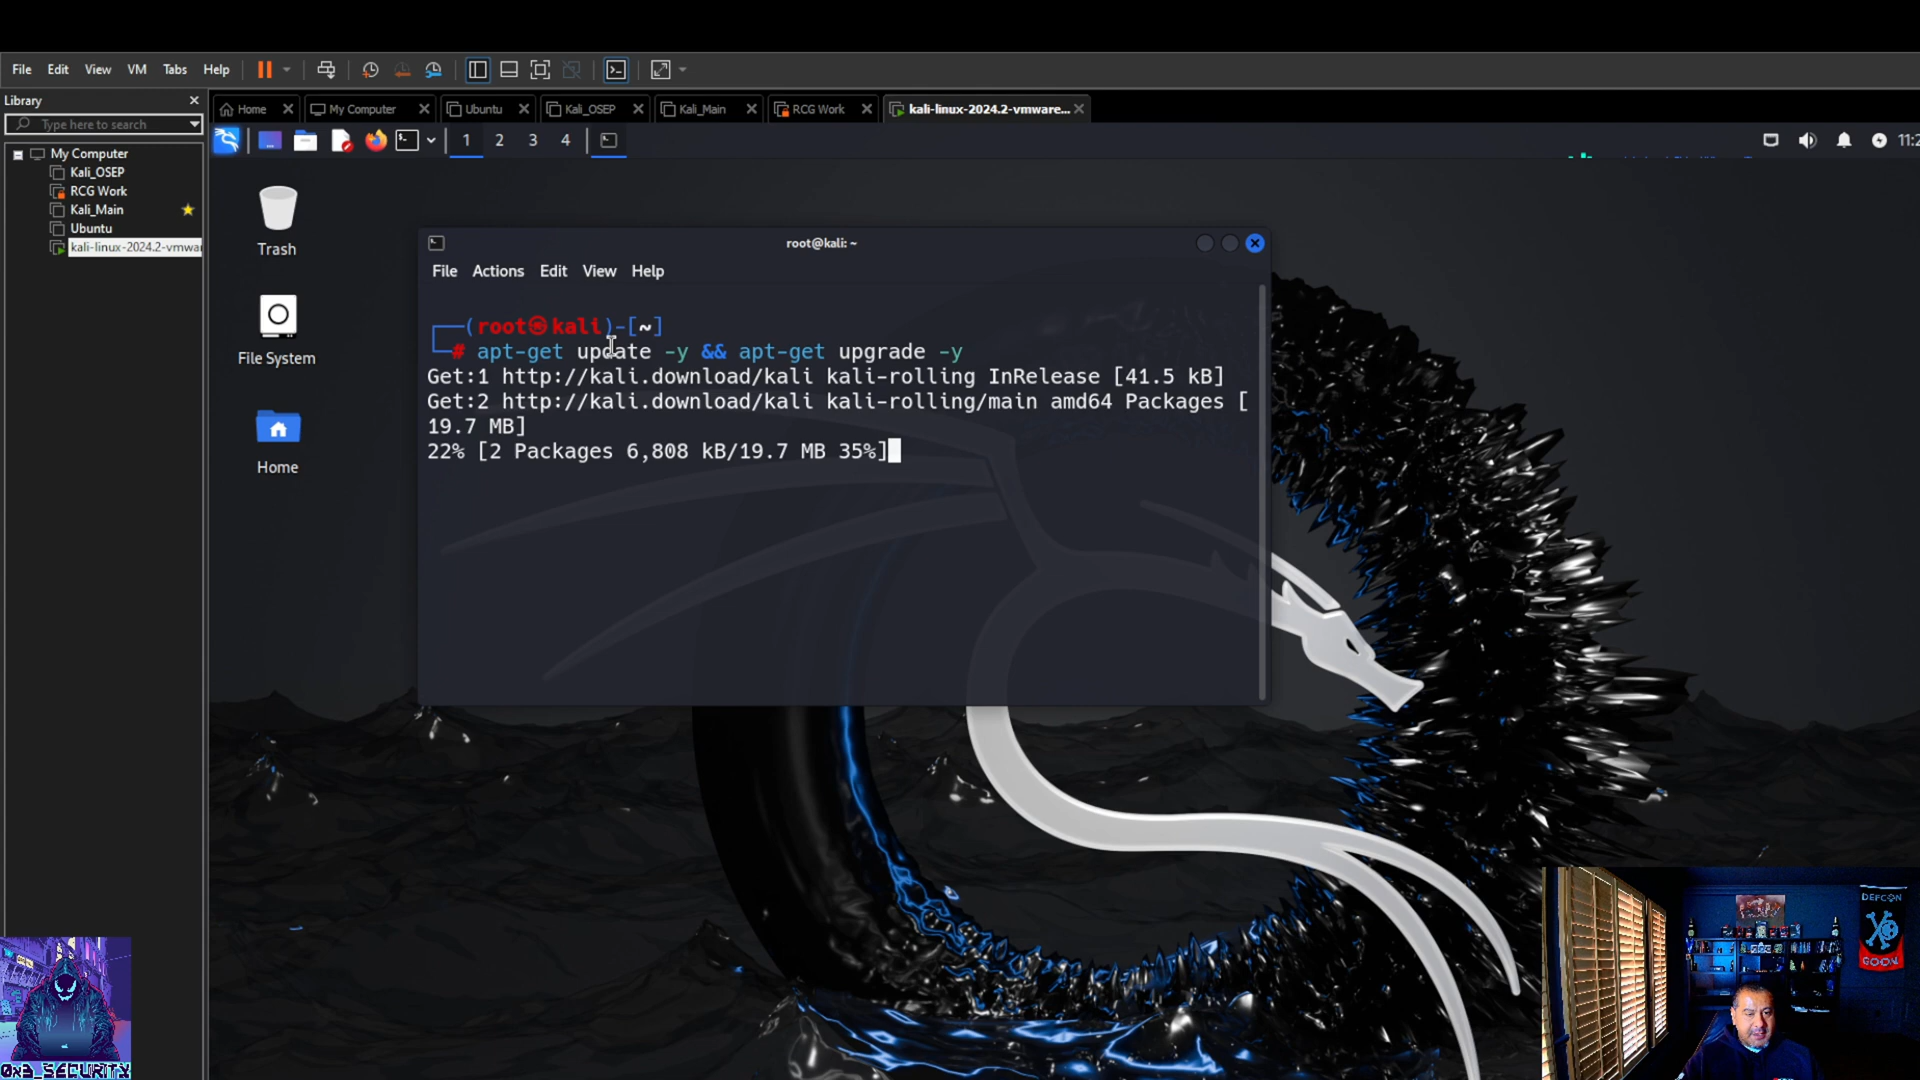 File Edit View VM Tabs Help
Library
Type here to search
Home My Computer Ubuntu Kali_OSEP Kali_Main RCG Work kali-linux-2024.2-vmware...
1 2 3 4
11:2
My Computer
Kali_OSEP
RCG Work
Kali_Main
Ubuntu
kali-linux-2024.2-vmwar
Trash
File System
Home
root@kali: ~
File Actions Edit View Help
┌──(root㉿kali)-[~]
└─# apt-get update -y && apt-get upgrade -y
Get:1 http://kali.download/kali kali-rolling InRelease [41.5 kB]
Get:2 http://kali.download/kali kali-rolling/main amd64 Packages [
19.7 MB]
22% [2 Packages 6,808 kB/19.7 MB 35%]
DEFCON
GOON
0x3_SECURITY